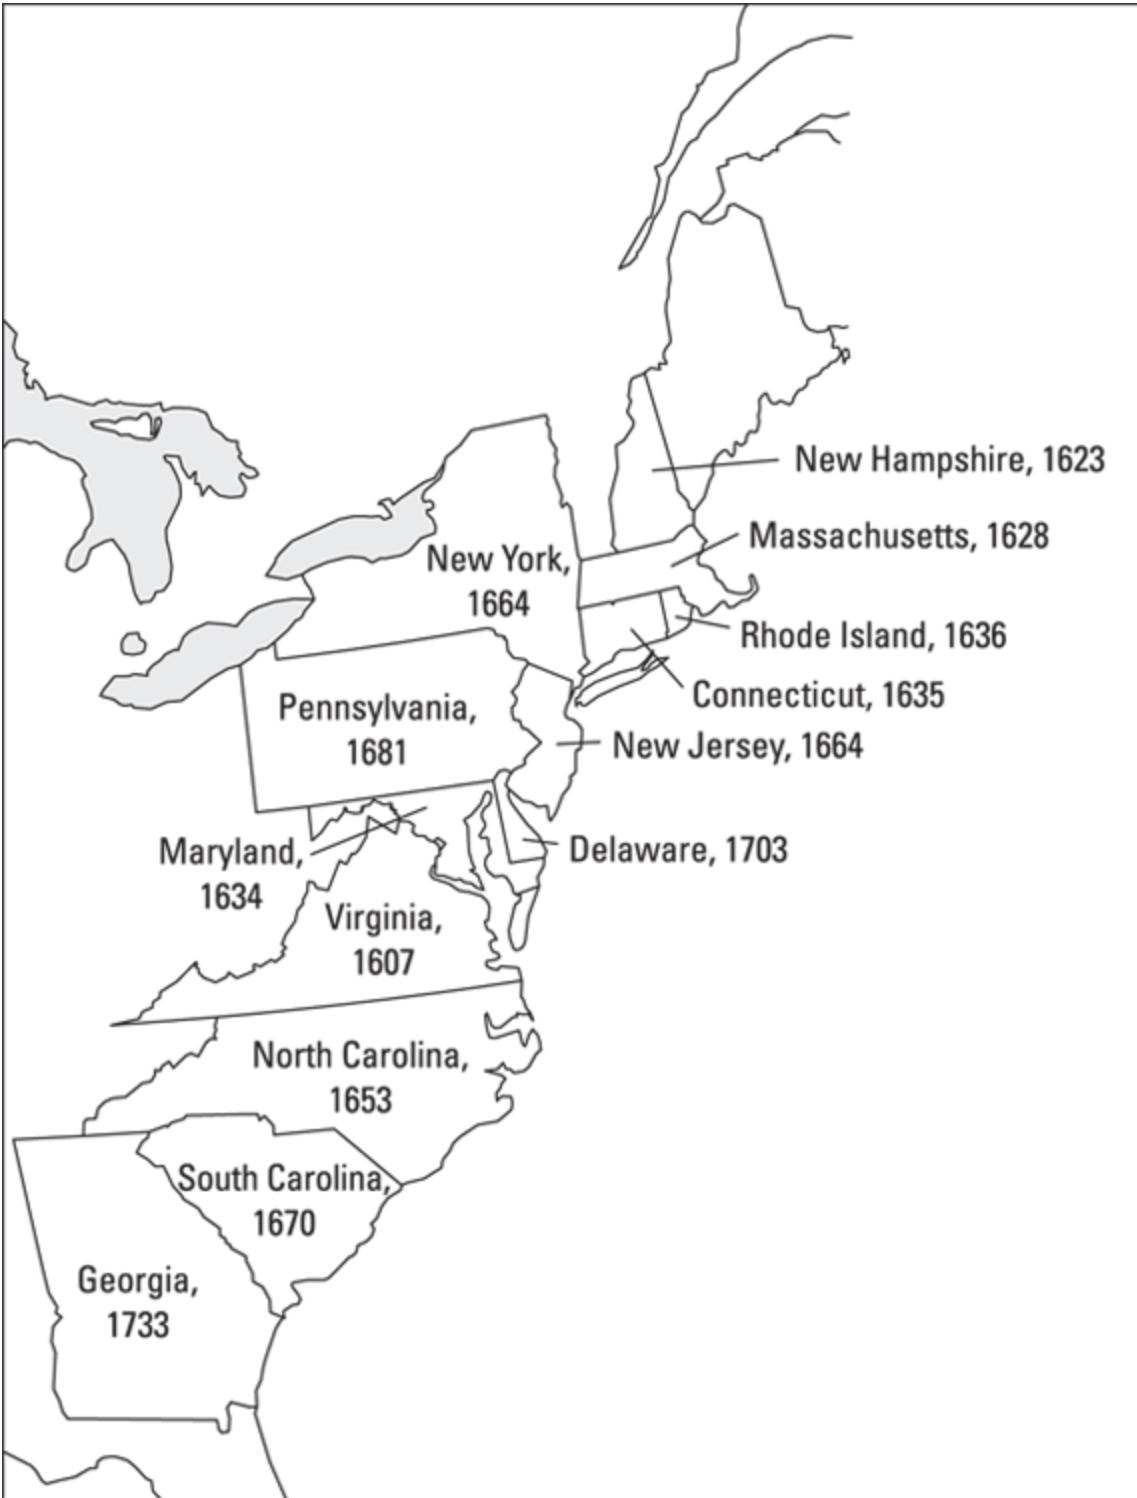 New Hampshire, 1623
Massachusetts, 1628
New York,
1664
Rhode Island, 1636
Connecticut, 1635
Pennsylvania,
1681
New Jersey, 1664
Maryland,
1634
Delaware, 1703
Virginia,
1607
North Carolina,
1653
South Carolina,
1670
Georgia,
1733